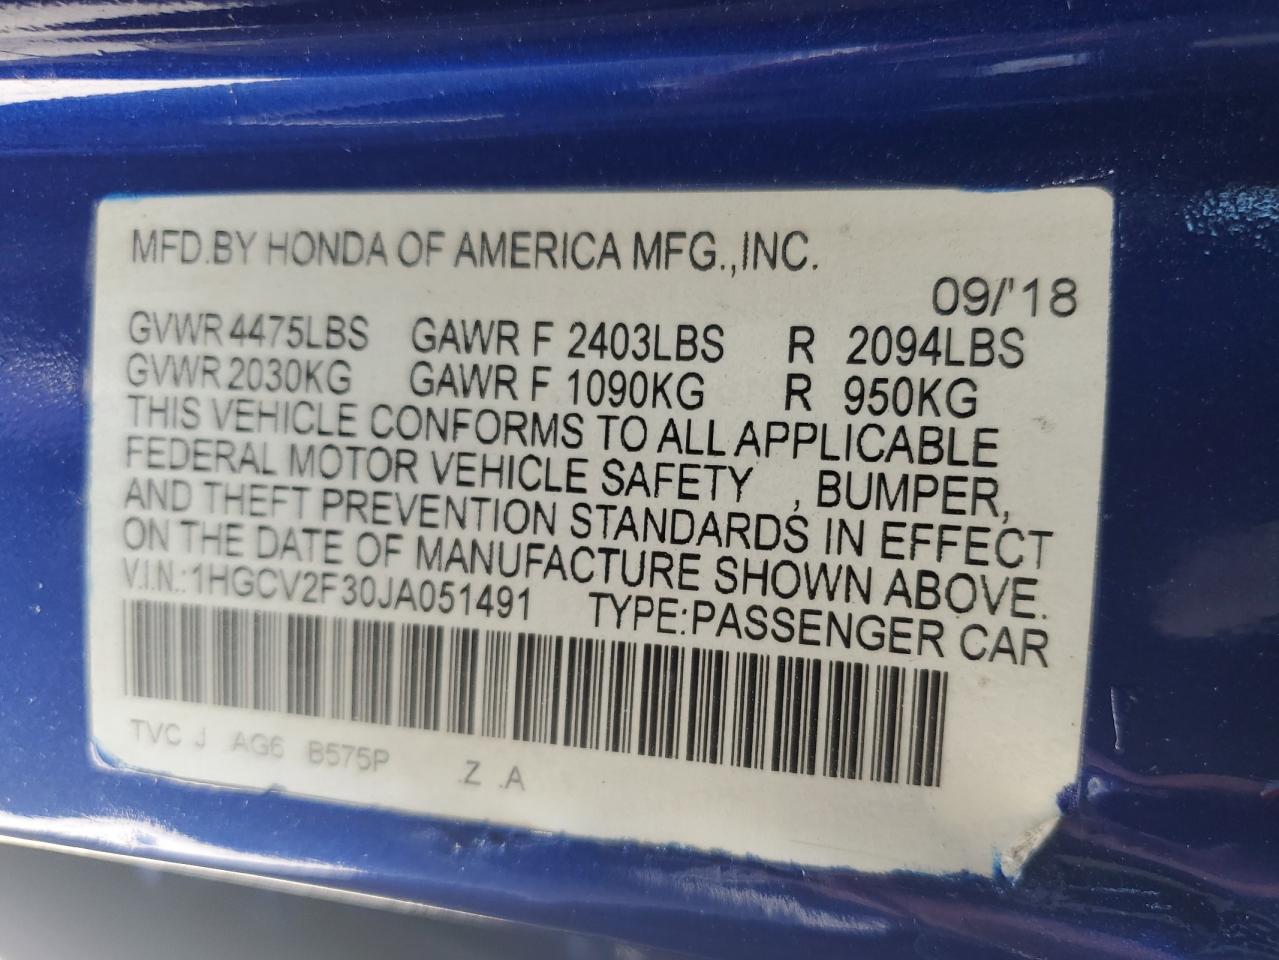 MFD.BY HONDA OF AMERICA MFG.,INC.
09/'18
GVWR 4475LBS GAWR F 2403LBS R 2094LBS
GVWR 2030KG GAWR F 1090KG R 950KG
THIS VEHICLE CONFORMS TO ALL APPLICABLE
FEDERAL MOTOR VEHICLE SAFETY , BUMPER,
AND THEFT PREVENTION STANDARDS IN EFFECT
ON THE DATE OF MANUFACTURE SHOWN ABOVE.
V.I.N.:1HGCV2F30JA051491 TYPE:PASSENGER CAR
TVC J AG6 B575P .Z .A